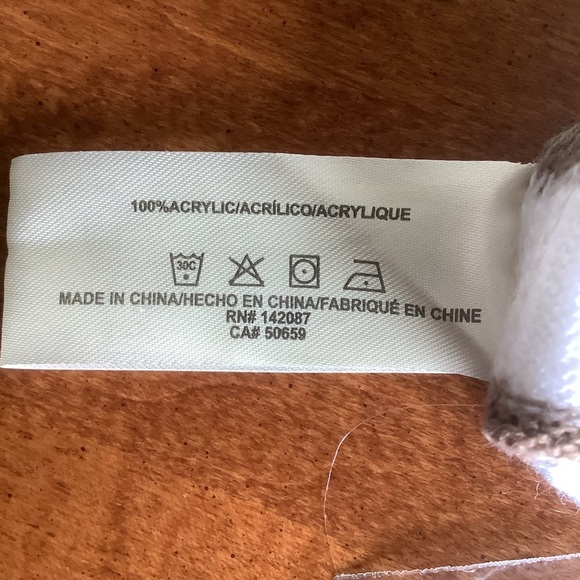 100%ACRYLIC/ACRÍLICO/ACRYLIQUE
30C
MADE IN CHINA/HECHO EN CHINA/FABRIQUÉ EN CHINE
RN# 142087
CA# 50659